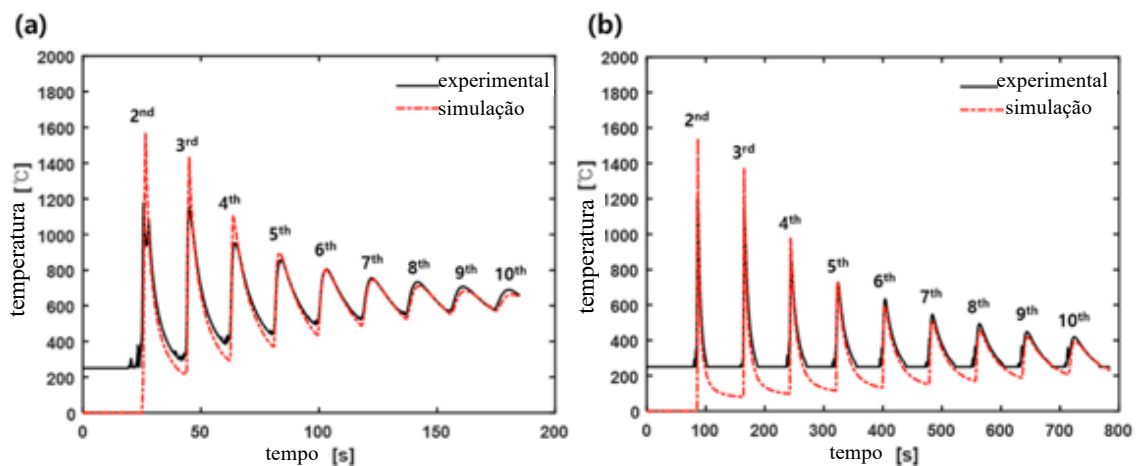 (a)
2000
1800
1600
1400
1200
1000
800
600
400
200
0
temperatura [℃]
experimental
simulação
2nd
3rd
4th
5th
6th
7th
8th
9th
10th
0 50 100 150 200
tempo [s]
(b)
2000
1800
1600
1400
1200
1000
800
600
400
200
0
temperatura [℃]
experimental
simulação
2nd
3rd
4th
5th
6th
7th
8th
9th
10th
0 100 200 300 400 500 600 700 800
tempo [s]